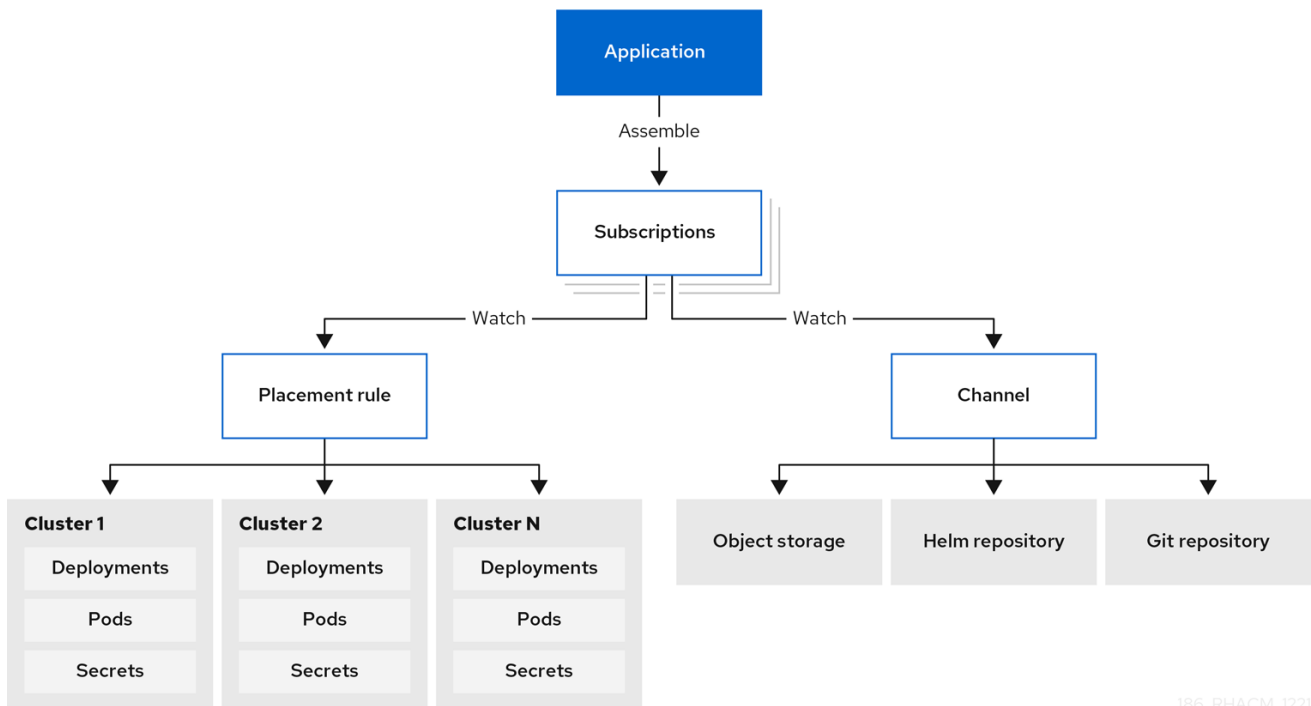 Application
Assemble
Subscriptions
Watch
Watch
Placement rule
Channel
Cluster 1
Deployments
Pods
Secrets
Cluster 2
Deployments
Pods
Secrets
Cluster N
Deployments
Pods
Secrets
Object storage
Helm repository
Git repository
186_RHACM_1221